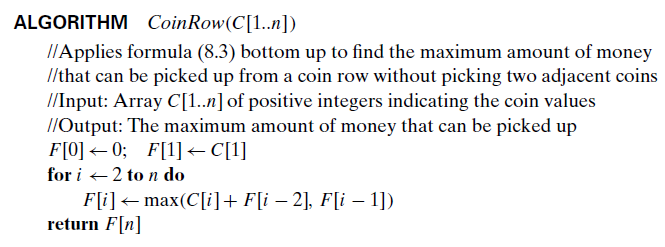 ALGORITHM CoinRow(C[1..n])
//Applies formula (8.3) bottom up to find the maximum amount of money
//that can be picked up from a coin row without picking two adjacent coins
//Input: Array C[1..n] of positive integers indicating the coin values
//Output: The maximum amount of money that can be picked up
F[0] ← 0; F[1] ← C[1]
for i ← 2 to n do
F[i] ← max(C[i] + F[i − 2], F[i − 1])
return F[n]